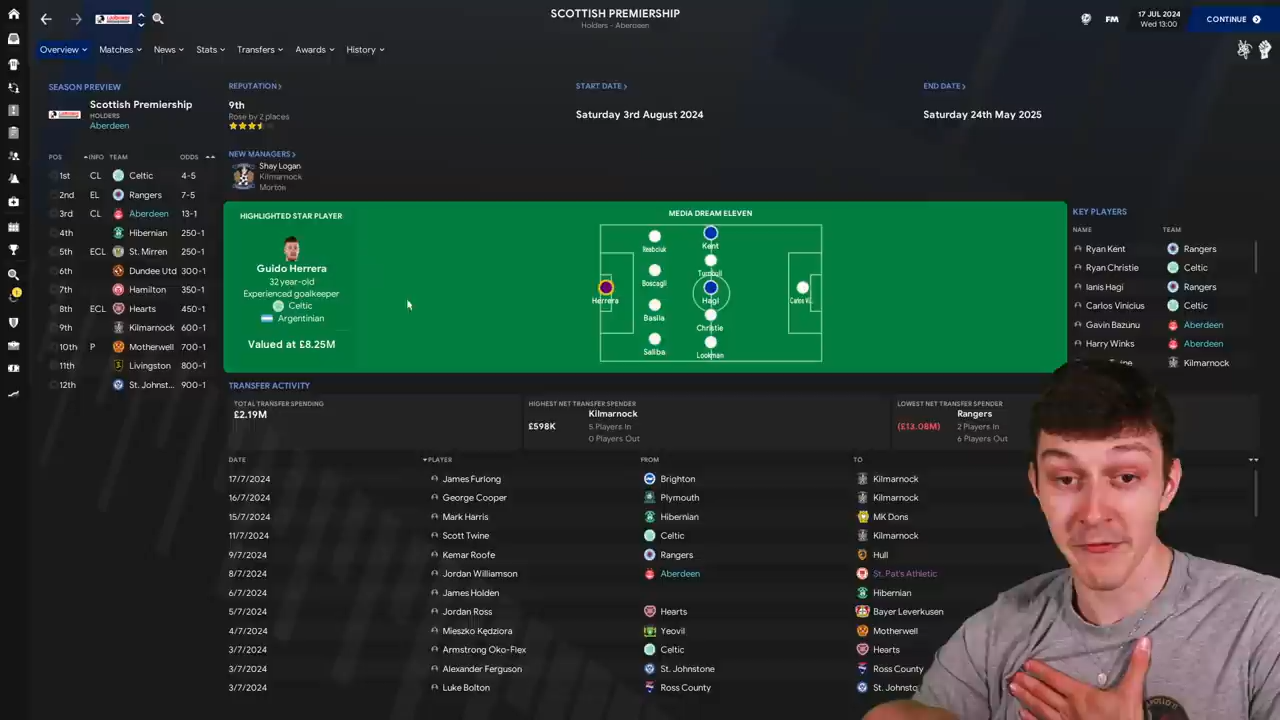 SCOTTISH PREMIERSHIP
Holders - Aberdeen
FM
17 JUL 2024
Wed 13:00
CONTINUE
Overview
Matches
News
Stats
Transfers
Awards
History
SEASON PREVIEW
Scottish Premiership
HOLDERS
Aberdeen
REPUTATION
9th
Rose by 2 places
START DATE
Saturday 3rd August 2024
END DATE
Saturday 24th May 2025
NEW MANAGERS
Shay Logan
Kilmarnock
Morton
POS INFO TEAM ODDS
1st CL Celtic 4-5
2nd EL Rangers 7-5
3rd CL Aberdeen 13-1
4th Hibernian 250-1
5th ECL St. Mirren 250-1
6th Dundee Utd 300-1
7th Hamilton 350-1
8th ECL Hearts 450-1
9th Kilmarnock 600-1
10th P Motherwell 700-1
11th Livingston 800-1
12th St. Johnst... 900-1
HIGHLIGHTED STAR PLAYER
Guido Herrera
32 year-old
Experienced goalkeeper
Celtic
Argentinian
Valued at £8.25M
MEDIA DREAM ELEVEN
Kent
Turnbull
Boscagli
Herrera
Hagi
Carlos Vi...
Basila
Christie
Saliba
Lookman
KEY PLAYERS
NAME TEAM
Ryan Kent Rangers
Ryan Christie Celtic
Ianis Hagi Rangers
Carlos Vinicius Celtic
Gavin Bazunu Aberdeen
Harry Winks Aberdeen
Kilmarnock
TRANSFER ACTIVITY
TOTAL TRANSFER SPENDING
£2.19M
HIGHEST NET TRANSFER SPENDER
Kilmarnock
£598K
5 Players In
0 Players Out
LOWEST NET TRANSFER SPENDER
Rangers
(£13.08M)
2 Players In
6 Players Out
DATE PLAYER FROM TO
17/7/2024 James Furlong Brighton Kilmarnock
16/7/2024 George Cooper Plymouth Kilmarnock
15/7/2024 Mark Harris Hibernian MK Dons
11/7/2024 Scott Twine Celtic Kilmarnock
9/7/2024 Kemar Roofe Rangers Hull
8/7/2024 Jordan Williamson Aberdeen St. Pat's Athletic
6/7/2024 James Holden Hibernian
5/7/2024 Jordan Ross Hearts Bayer Leverkusen
4/7/2024 Mieszko Kędziora Yeovil Motherwell
3/7/2024 Armstrong Oko-Flex Celtic Hearts
3/7/2024 Alexander Ferguson St. Johnstone Ross County
3/7/2024 Luke Bolton Ross County St. Johnsto
APOLLO 11